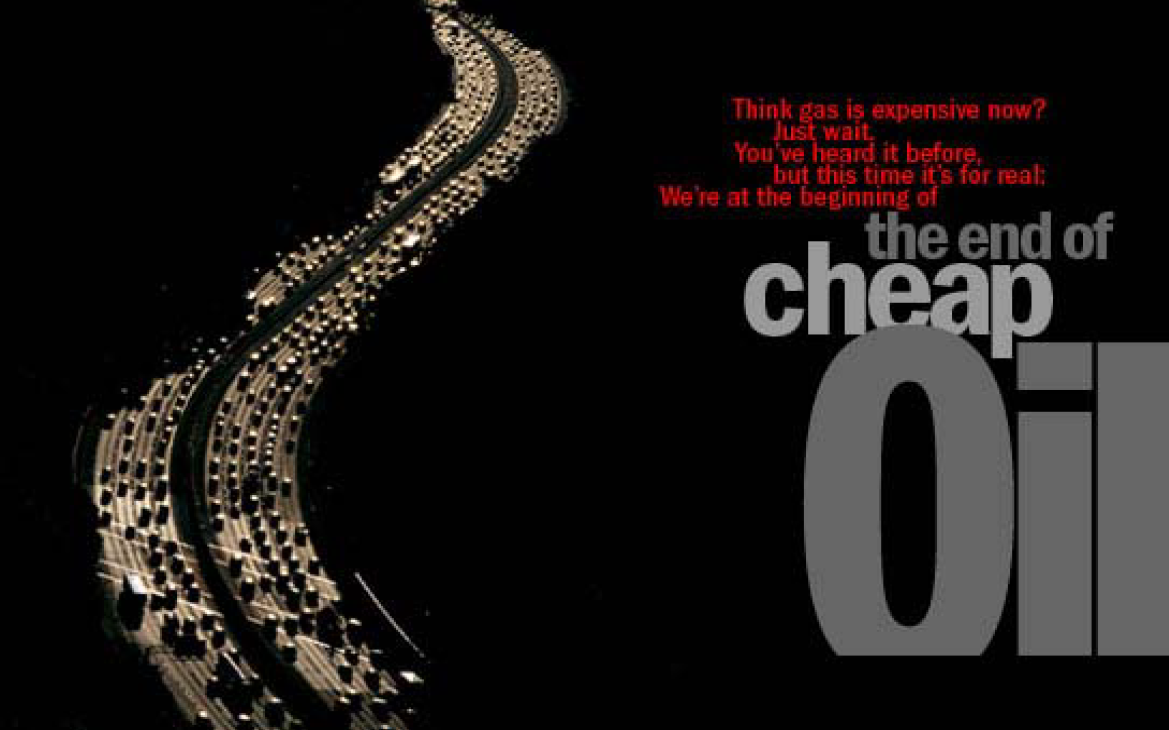 Think gas is expensive now?
Just wait.
You've heard it before,
but this time it's for real:
We're at the beginning of
the end of
cheap
Oil